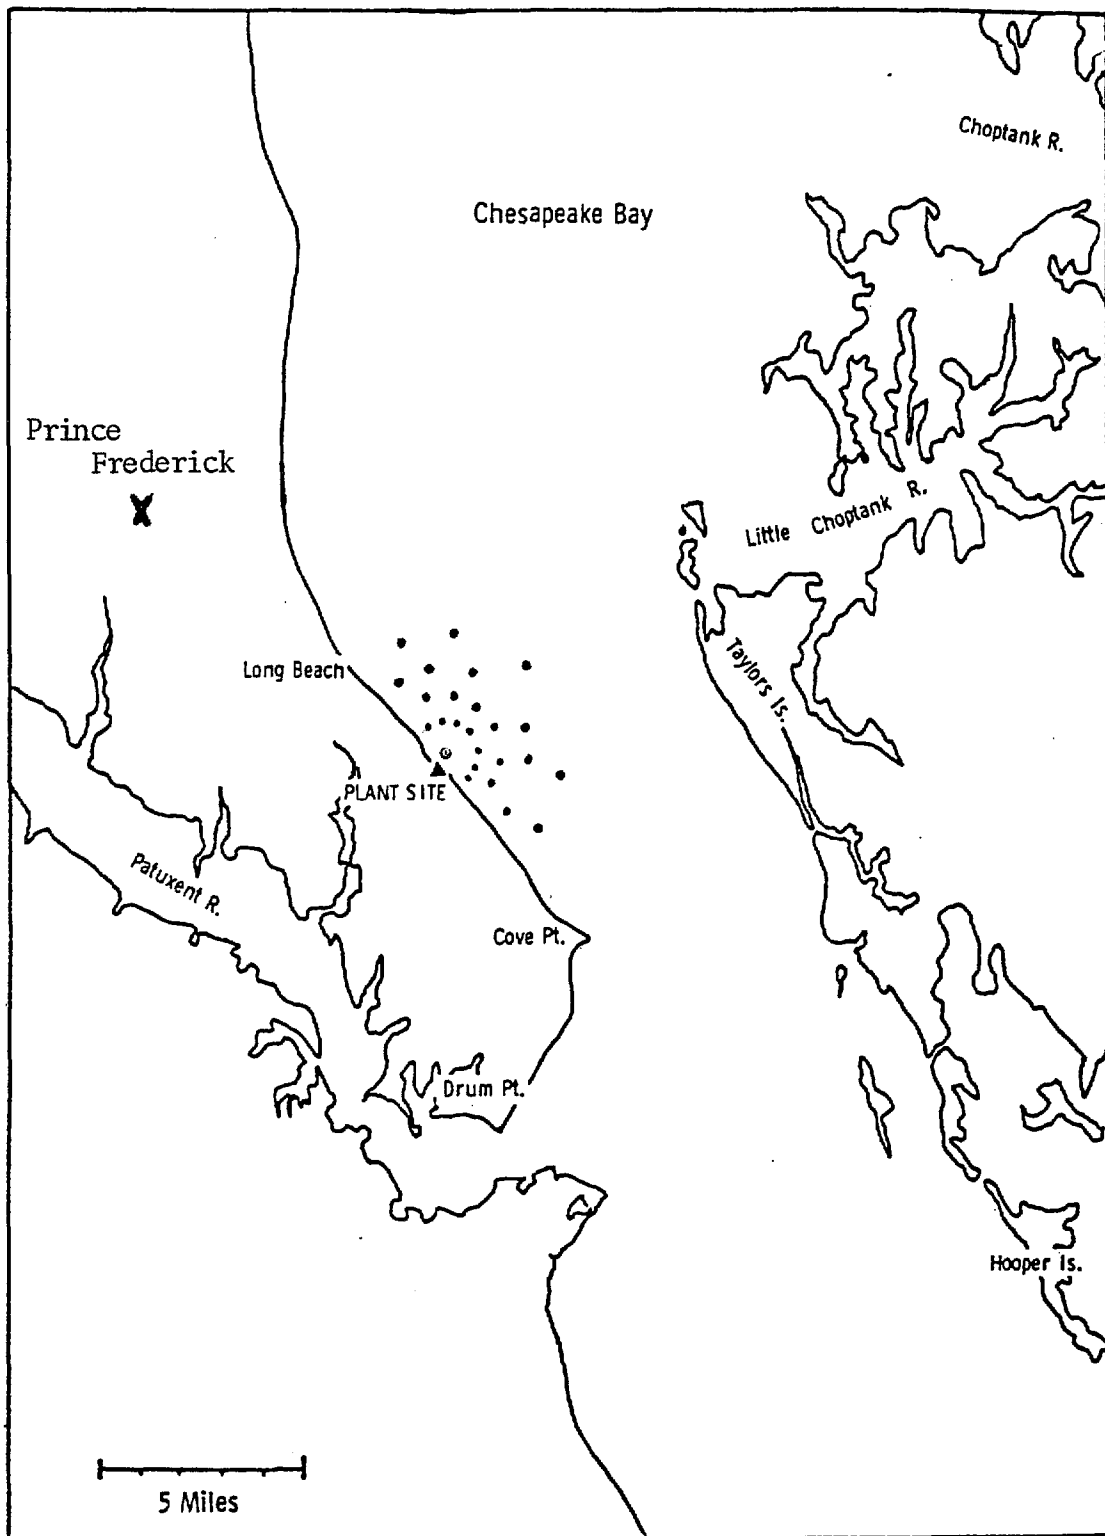 Choptank R.
Chesapeake Bay
Prince
Frederick
X
Little Choptank R.
Long Beach
Taylors Is.
PLANT SITE
Patuxent R.
Cove Pt.
Drum Pt.
Hooper Is.
5 Miles